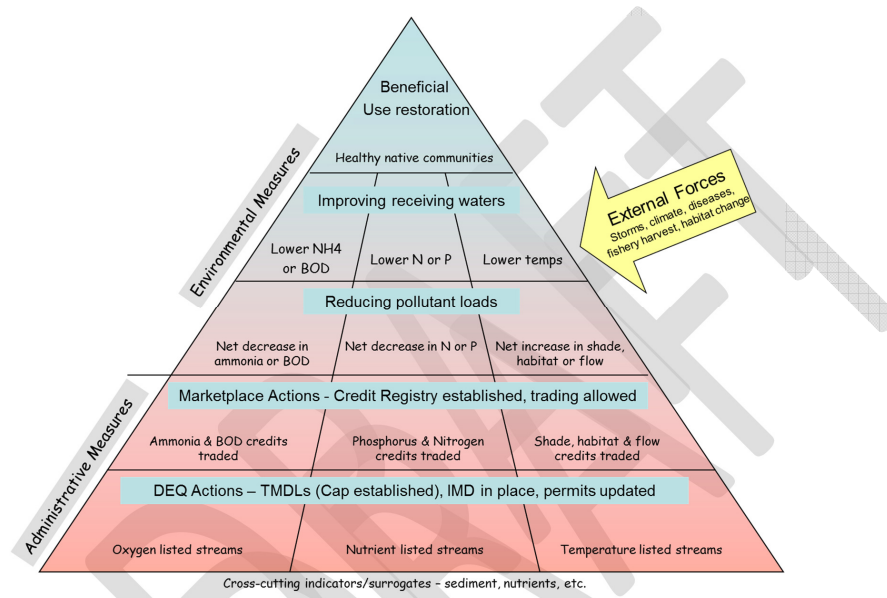 Beneficial
Use restoration
Healthy native communities
Improving receiving waters
Lower NH4
or BOD
Lower N or P
Lower temps
Reducing pollutant loads
Net decrease in
ammonia or BOD
Net decrease in N or P
Net increase in shade,
habitat or flow
Marketplace Actions - Credit Registry established, trading allowed
Ammonia & BOD credits
traded
Phosphorus & Nitrogen
credits traded
Shade, habitat & flow
credits traded
DEQ Actions – TMDLs (Cap established), IMD in place, permits updated
Oxygen listed streams
Nutrient listed streams
Temperature listed streams
Cross-cutting indicators/surrogates – sediment, nutrients, etc.
Environmental Measures
Administrative Measures
External Forces
Storms, climate, diseases,
fishery harvest, habitat change
DRAFT